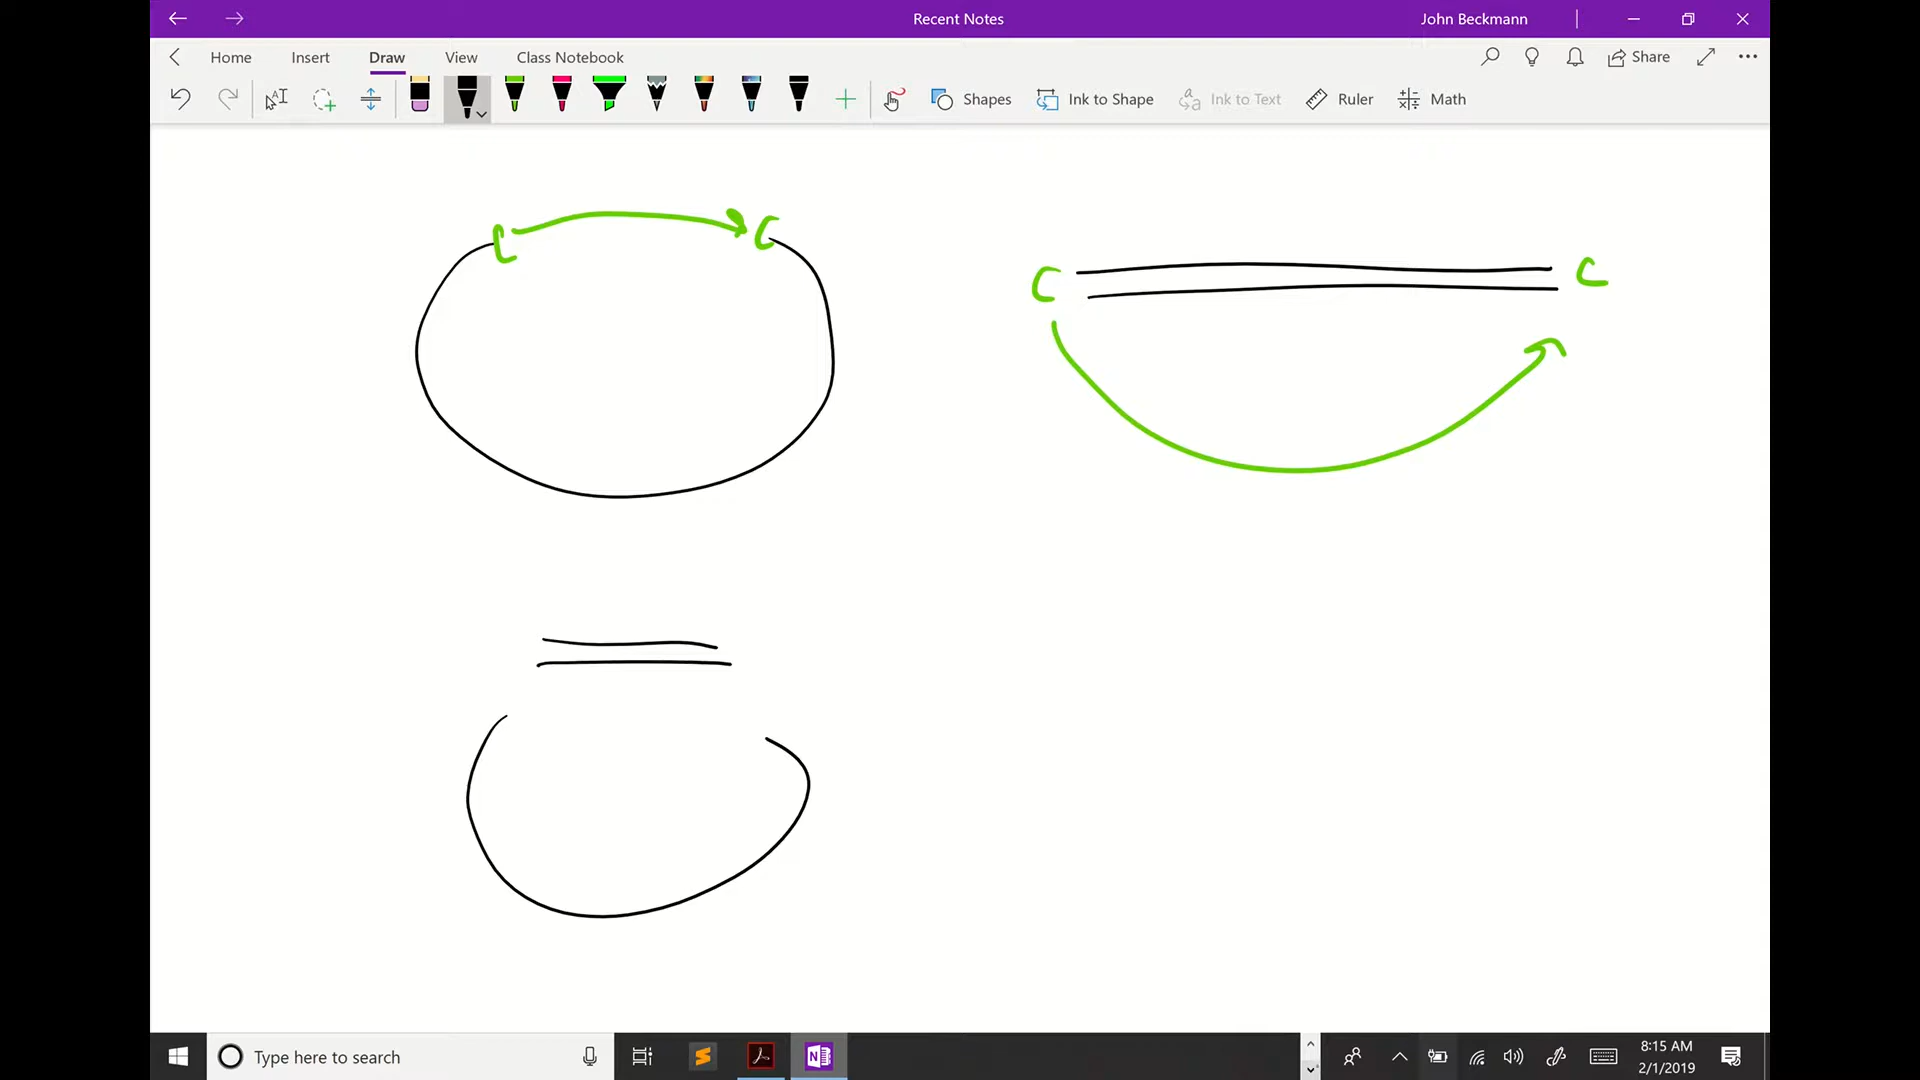 Recent Notes
John Beckmann
Home Insert Draw View Class Notebook
Share
Shapes Ink to Shape Ink to Text Ruler Math
C C
C C
Type here to search
8:15 AM
2/1/2019